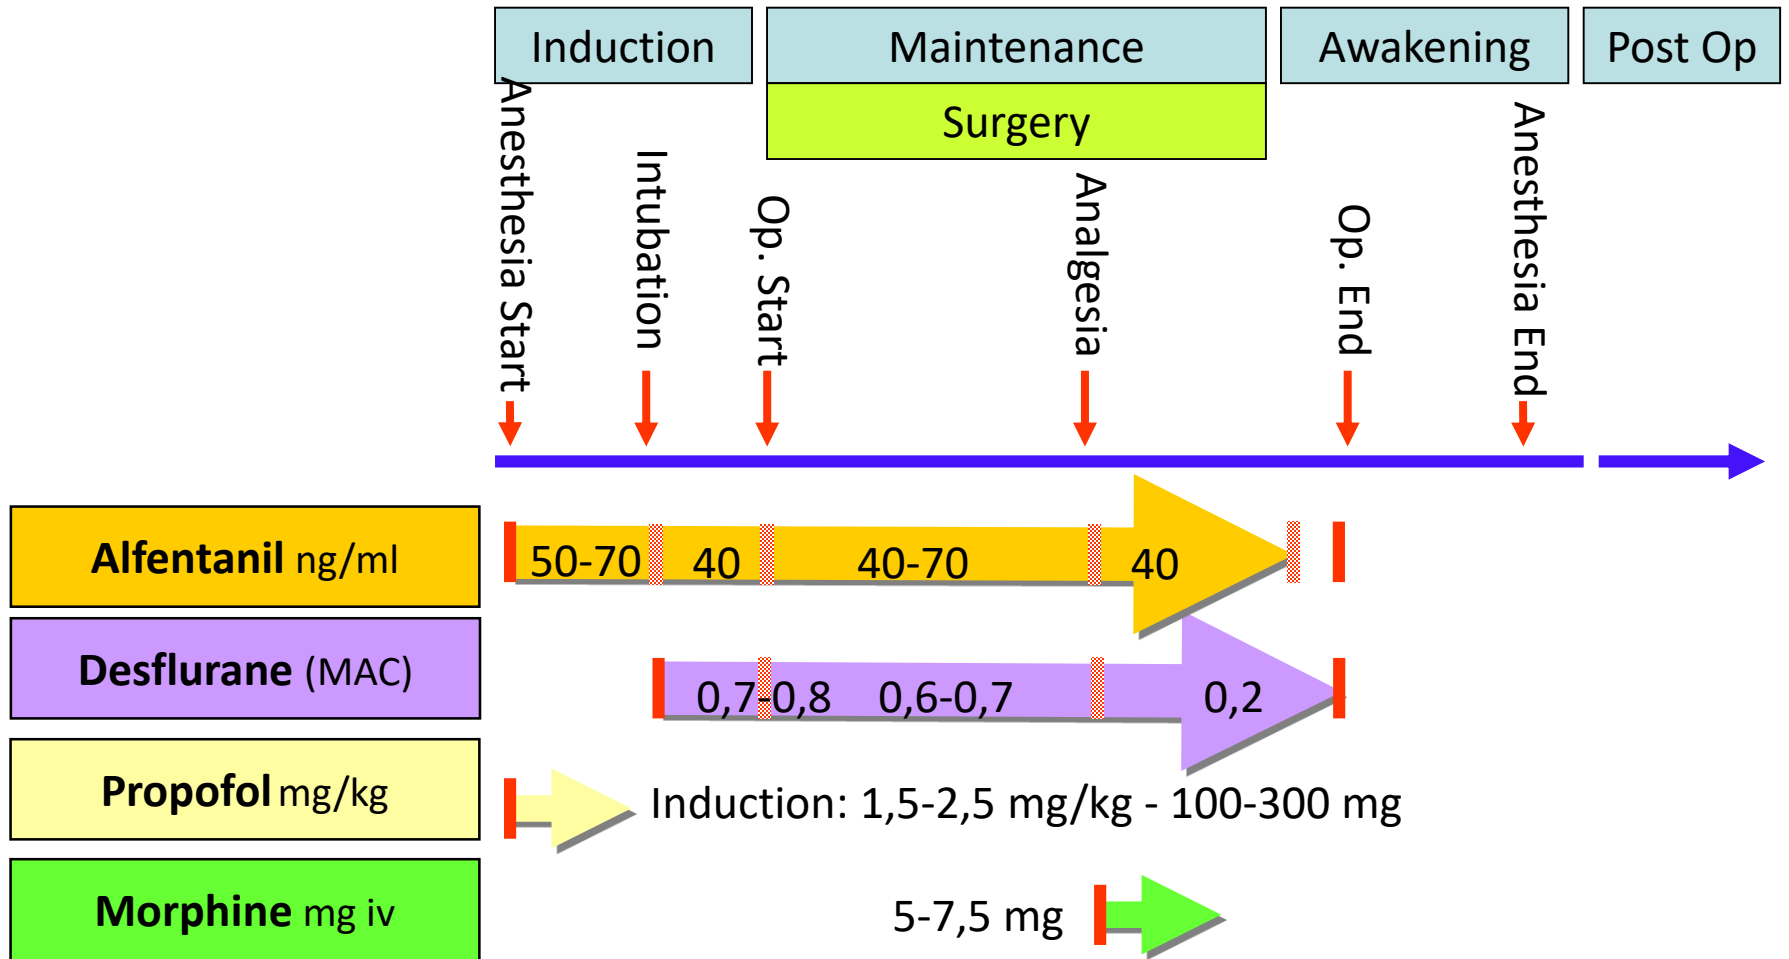 Induction
Maintenance
Awakening
Post Op
Surgery
Anesthesia Start
Intubation
Op. Start
Analgesia
Op. End
Anesthesia End
Alfentanil ng/ml
50-70
40
40-70
40
Desflurane (MAC)
0,7-0,8
0,6-0,7
0,2
Propofol mg/kg
Induction: 1,5-2,5 mg/kg - 100-300 mg
Morphine mg iv
5-7,5 mg